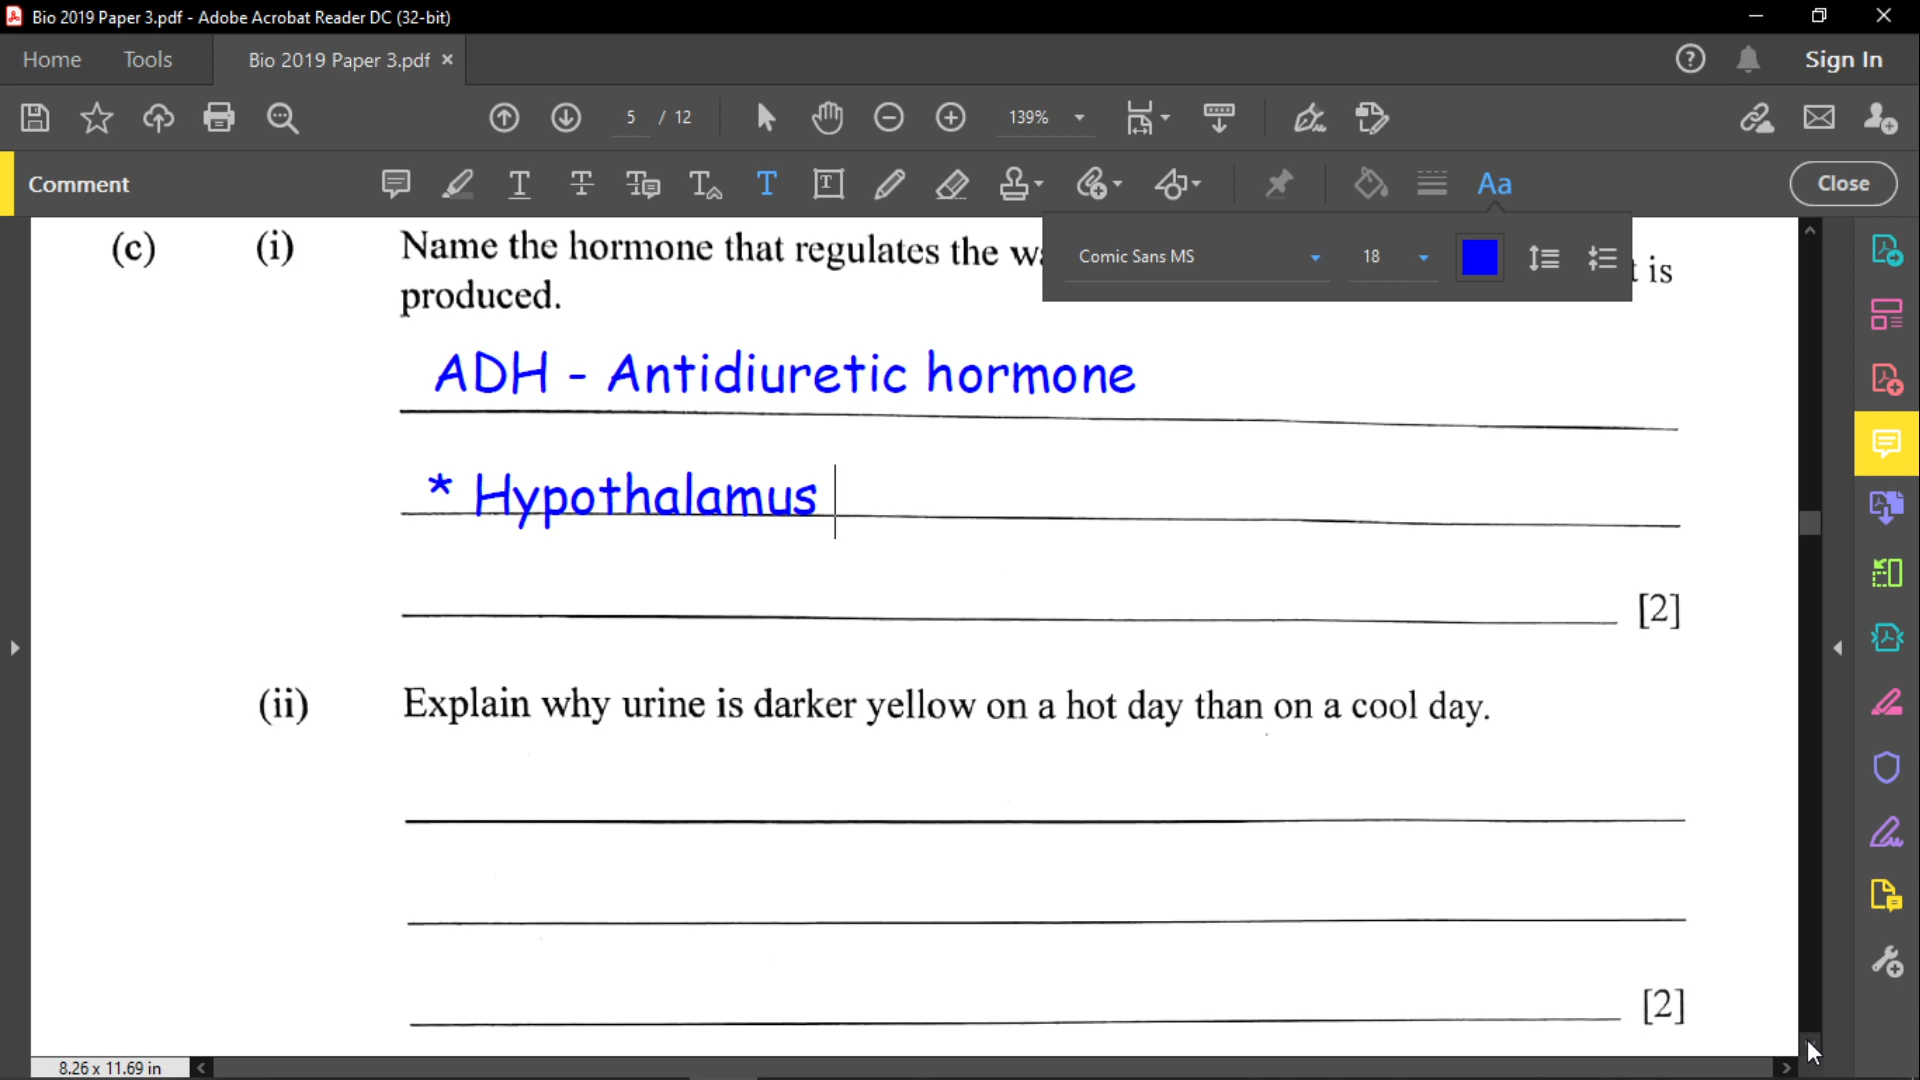 Bio 2019 Paper 3.pdf - Adobe Acrobat Reader DC (32-bit)
Home Tools Bio 2019 Paper 3.pdf × Sign In
5 / 12 139%
Comment Aa Close
Comic Sans MS 18
(c) (i) Name the hormone that regulates the wa t is
produced.
ADH - Antidiuretic hormone
* Hypothalamus
[2]
(ii) Explain why urine is darker yellow on a hot day than on a cool day.
[2]
8.26 x 11.69 in